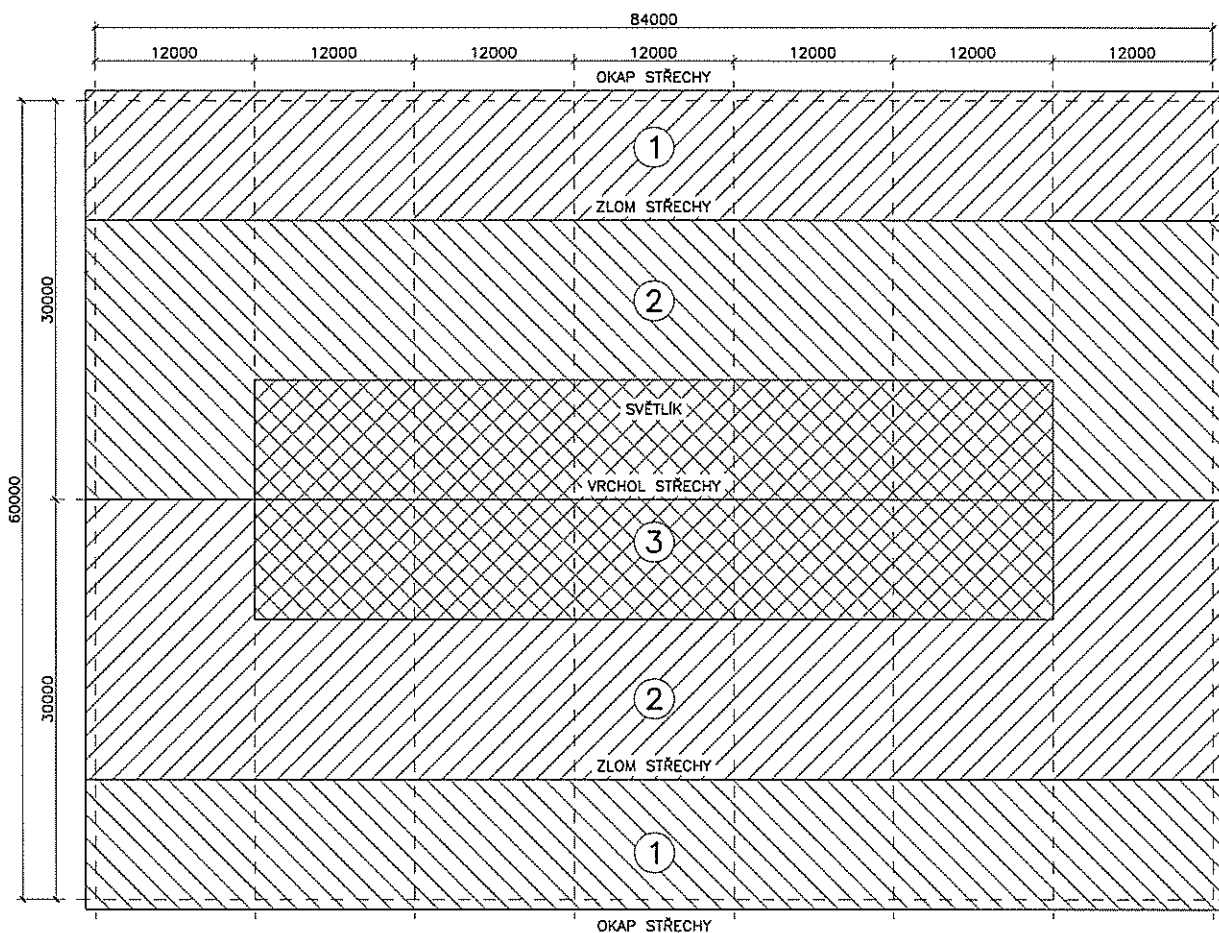 84000
12000 12000 12000 12000 12000 12000 12000
OKAP STŘECHY
1
ZLOM STŘECHY
30000
2
SVĚTLÍK
60000
VRCHOL STŘECHY
3
30000
2
ZLOM STŘECHY
1
OKAP STŘECHY